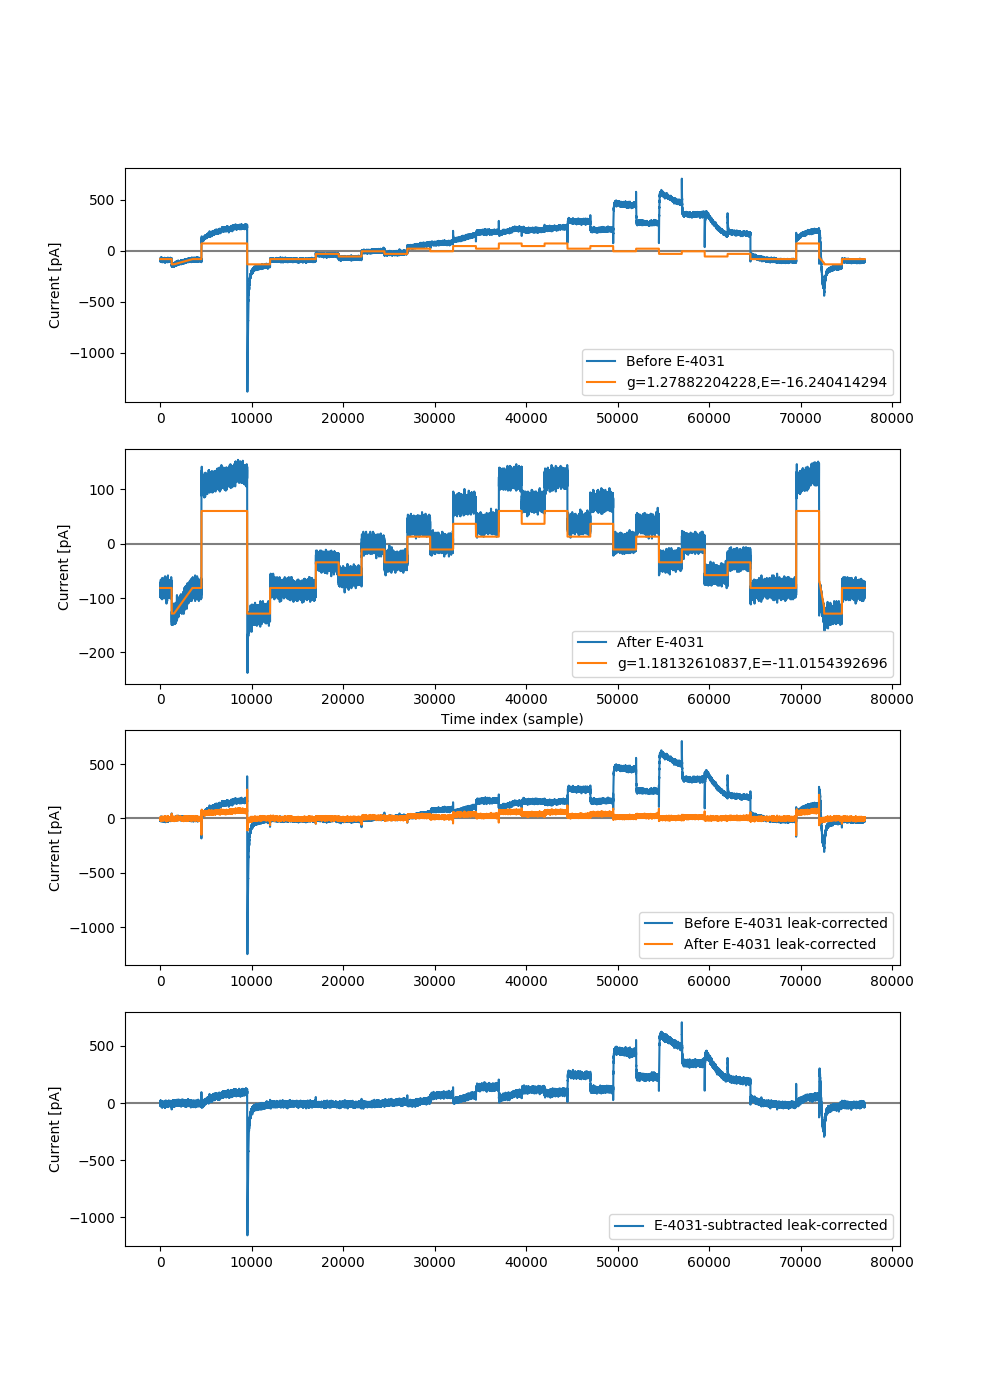 500
0
−500
−1000
Current [pA]
Before E-4031
g=1.27882204228,E=-16.240414294
0 10000 20000 30000 40000 50000 60000 70000 80000
100
0
−100
−200
Current [pA]
After E-4031
g=1.18132610837,E=-11.0154392696
0 10000 20000 30000 40000 50000 60000 70000 80000
Time index (sample)
500
0
−500
−1000
Current [pA]
Before E-4031 leak-corrected
After E-4031 leak-corrected
0 10000 20000 30000 40000 50000 60000 70000 80000
500
0
−500
−1000
Current [pA]
E-4031-subtracted leak-corrected
0 10000 20000 30000 40000 50000 60000 70000 80000